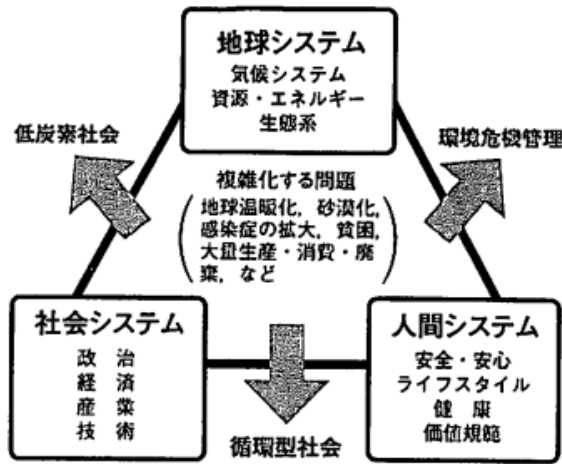 地球システム
気候システム
資源・エネルギー
生態系
低炭素社会
環境危機管理
複雑化する問題
(地球温暖化，砂漠化，
感染症の拡大，貧困，
大量生産・消費・廃
棄，など)
社会システム
政 治
経 済
産 業
技 術
人間システム
安全・安心
ライフスタイル
健 康
価値規範
循環型社会